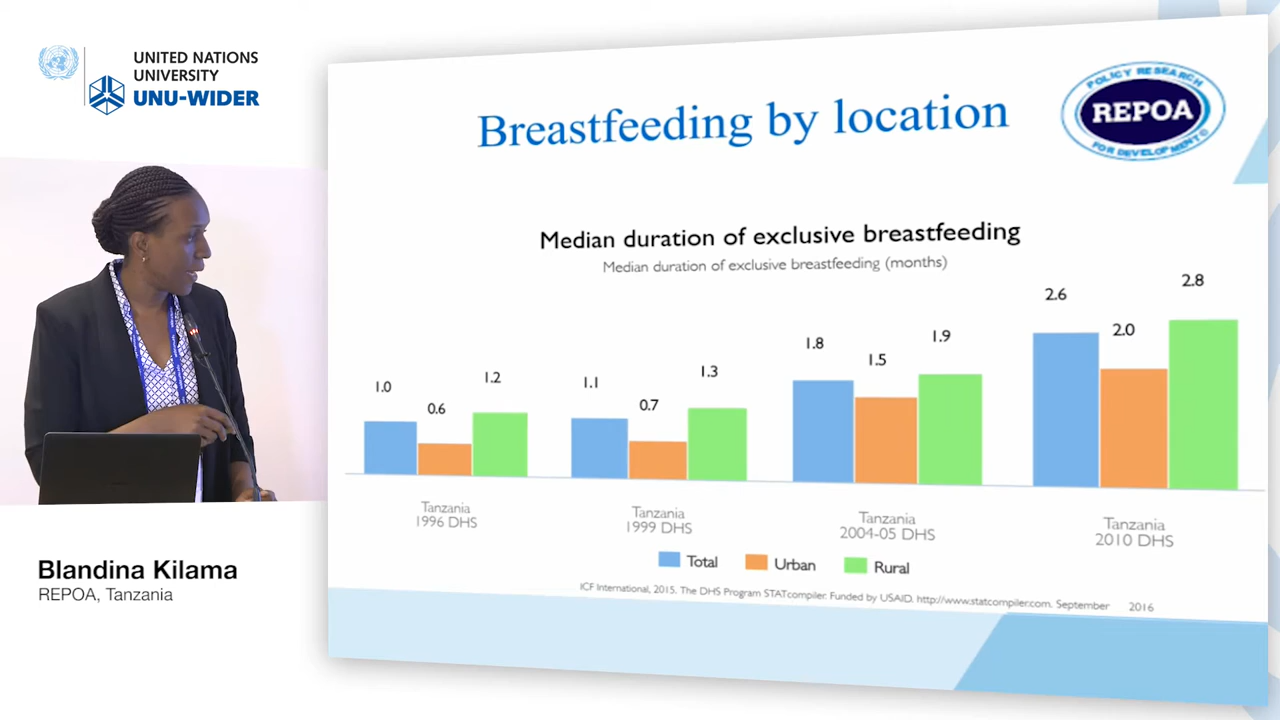 UNITED NATIONS
UNIVERSITY
UNU-WIDER
Breastfeeding by location
POLICY RESEARCH
REPOA
FOR DEVELOPMENT
Median duration of exclusive breastfeeding
Median duration of exclusive breastfeeding (months)
1.0
0.6
1.2
1.1
0.7
1.3
1.8
1.5
1.9
2.6
2.0
2.8
Tanzania
1996 DHS
Tanzania
1999 DHS
Tanzania
2004-05 DHS
Tanzania
2010 DHS
Total
Urban
Rural
ICF International, 2015. The DHS Program STATcompiler. Funded by USAID. http://www.statcompiler.com. September 2016
Blandina Kilama
REPOA, Tanzania